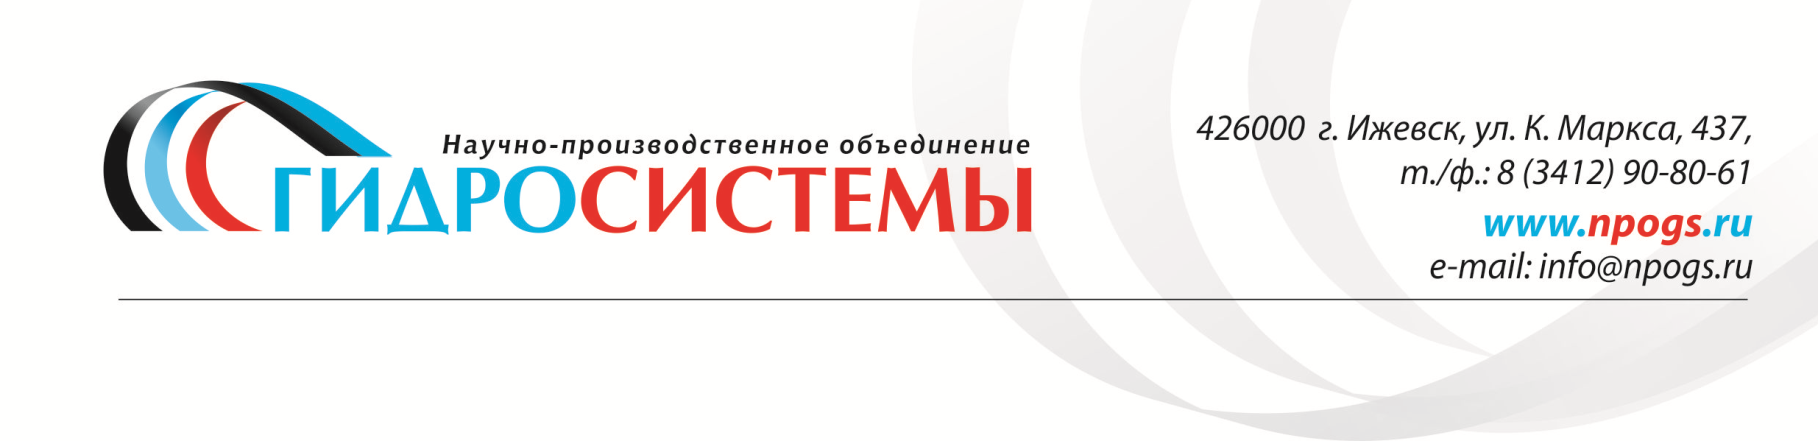 Научно-производственное объединение
ГИДРОСИСТЕМЫ
426000 г. Ижевск, ул. К. Маркса, 437,
т./ф.: 8 (3412) 90-80-61
www.npogs.ru
e-mail: info@npogs.ru